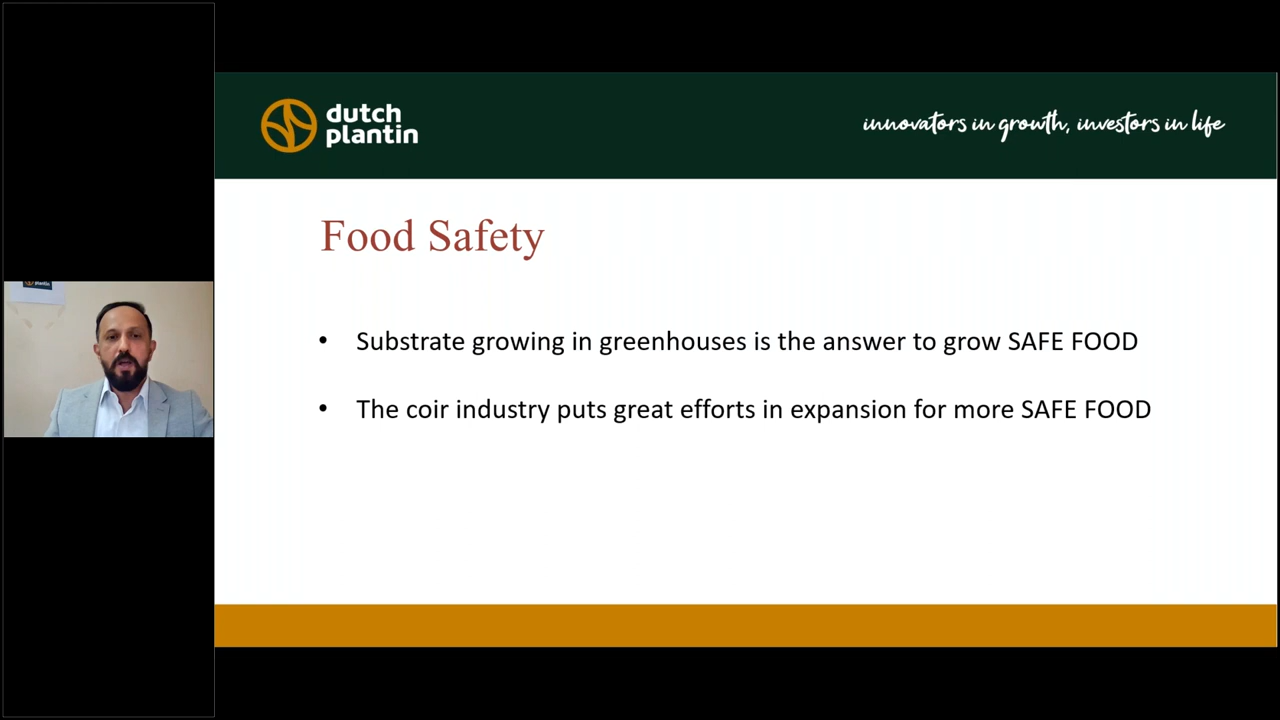 dutch
plantin
innovators in growth, investors in life
Food Safety
• Substrate growing in greenhouses is the answer to grow SAFE FOOD
• The coir industry puts great efforts in expansion for more SAFE FOOD
plantin